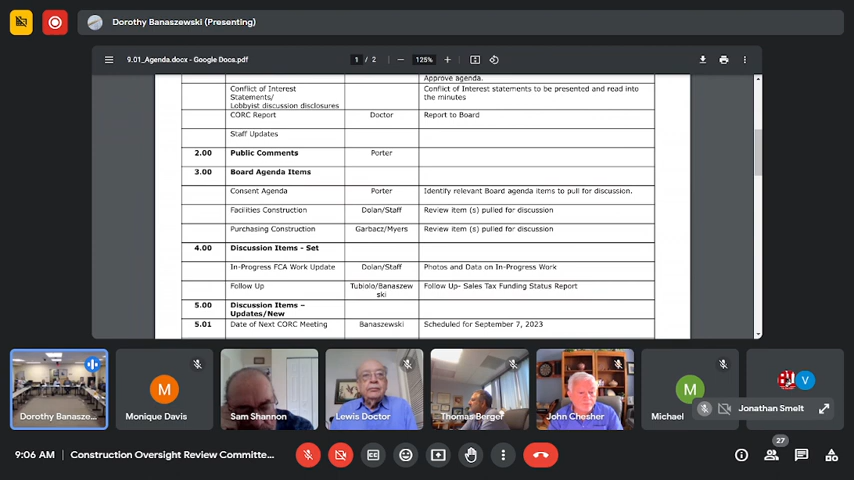 Dorothy Banaszewski (Presenting)
9.01_Agenda.docx - Google Docs.pdf
1 / 2
125%
Approve agenda.
Conflict of Interest
Statements/
Lobbyist discussion disclosures
Conflict of Interest statements to be presented and read into
the minutes
CORC Report
Doctor
Report to Board
Staff Updates
2.00
Public Comments
Porter
3.00
Board Agenda Items
Consent Agenda
Porter
Identify relevant Board agenda items to pull for discussion.
Facilities Construction
Dolan/Staff
Review item (s) pulled for discussion
Purchasing Construction
Garbacz/Myers
Review item (s) pulled for discussion
4.00
Discussion Items - Set
In-Progress FCA Work Update
Dolan/Staff
Photos and Data on In-Progress Work
Follow Up
Tubiolo/Banaszew
ski
Follow Up- Sales Tax Funding Status Report
5.00
Discussion Items –
Updates/New
5.01
Date of Next CORC Meeting
Banaszewski
Scheduled for September 7, 2023
Dorothy Banasze...
M
Monique Davis
Sam Shannon
Lewis Doctor
Thomas Berger
John Chesher
M
Michael
V
Jonathan Smelt
9:06 AM
Construction Oversight Review Committe...
27